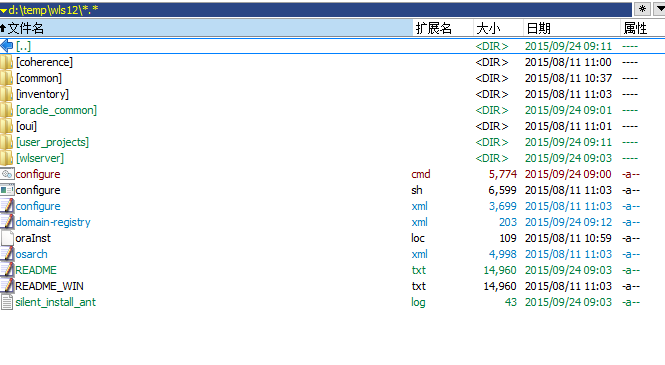 d:\temp\wls12\*.*
文件名 扩展名 大小 日期 属性
[..] <DIR> 2015/09/24 09:11 ----
[coherence] <DIR> 2015/08/11 11:00 ----
[common] <DIR> 2015/08/11 10:37 ----
[inventory] <DIR> 2015/08/11 11:03 ----
[oracle_common] <DIR> 2015/09/24 09:01 ----
[oui] <DIR> 2015/08/11 11:01 ----
[user_projects] <DIR> 2015/09/24 09:11 ----
[wlserver] <DIR> 2015/09/24 09:03 ----
configure cmd 5,774 2015/09/24 09:00 -a--
configure sh 6,599 2015/08/11 11:03 -a--
configure xml 3,699 2015/08/11 11:03 -a--
domain-registry xml 203 2015/09/24 09:12 -a--
oraInst loc 109 2015/08/11 10:59 -a--
osarch xml 4,998 2015/08/11 11:03 -a--
README txt 14,960 2015/09/24 09:03 -a--
README_WIN txt 14,960 2015/08/11 11:03 -a--
silent_install_ant log 43 2015/09/24 09:03 -a--